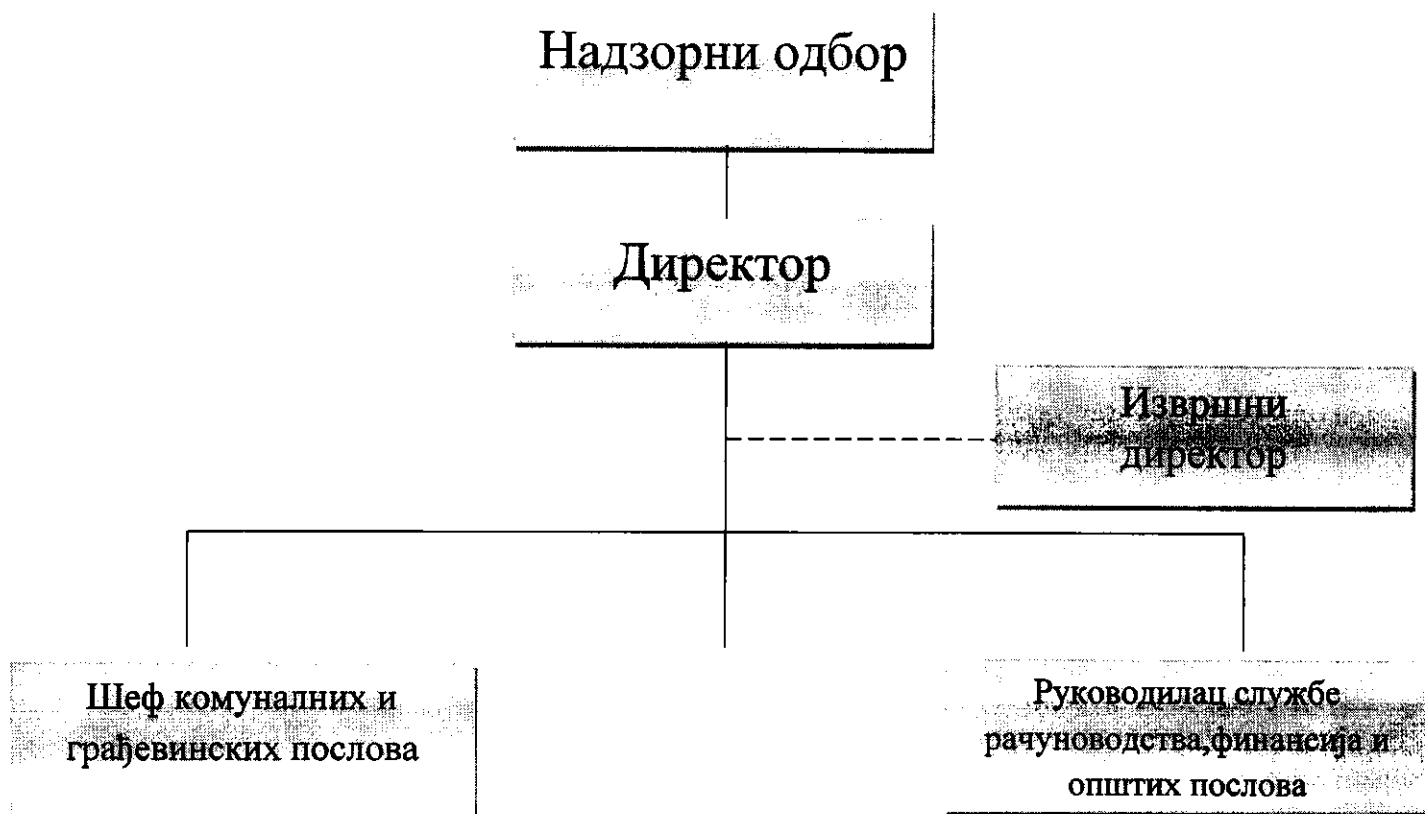 Надзорни одбор
Директор
Извршни
директор
Шеф комуналних и
грађевинских послова
Руководилац службе
рачуноводства,финансија и
општих послова